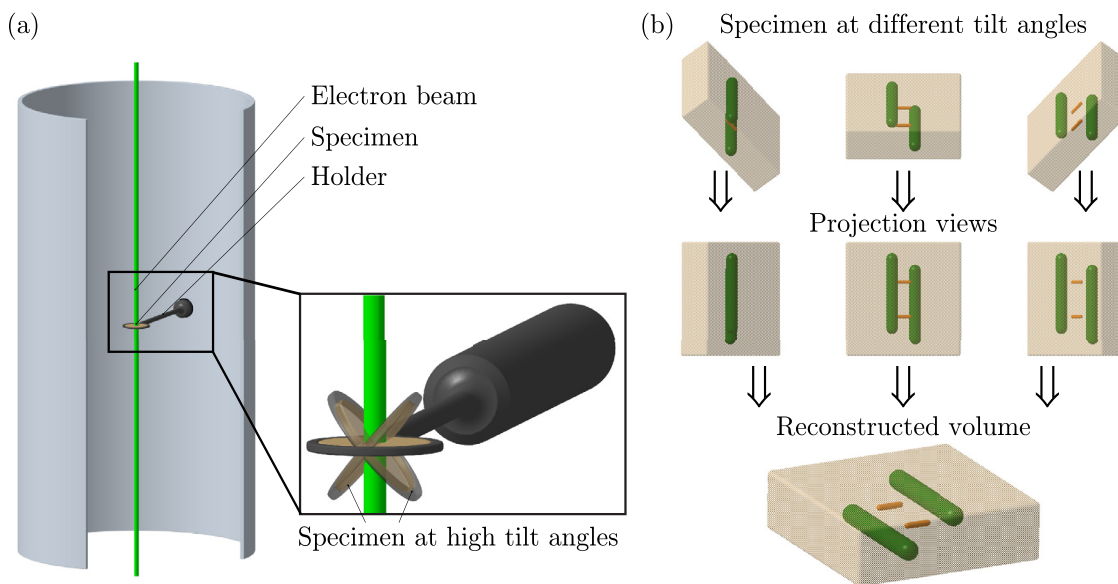 (a)
Electron beam
Specimen
Holder
Specimen at high tilt angles
(b)
Specimen at different tilt angles
Projection views
Reconstructed volume